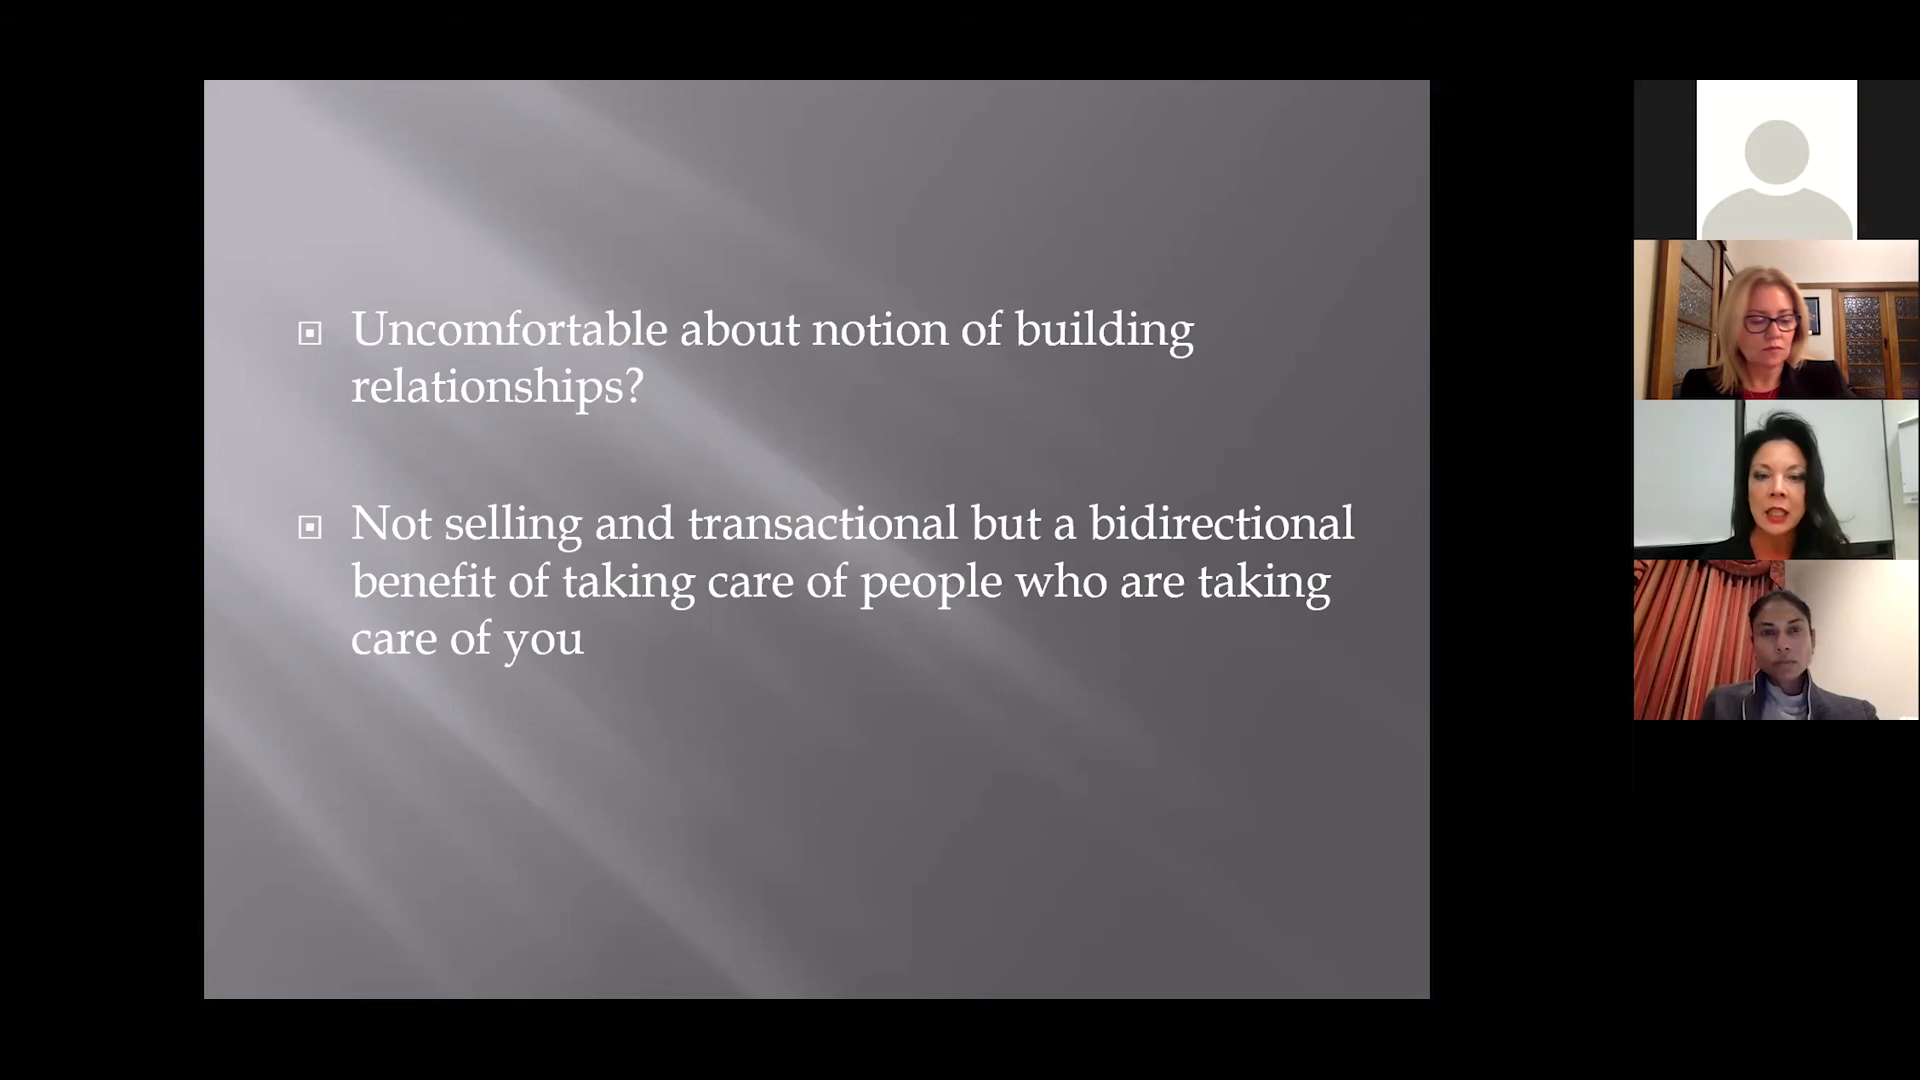 Uncomfortable about notion of building
relationships?
Not selling and transactional but a bidirectional
benefit of taking care of people who are taking
care of you